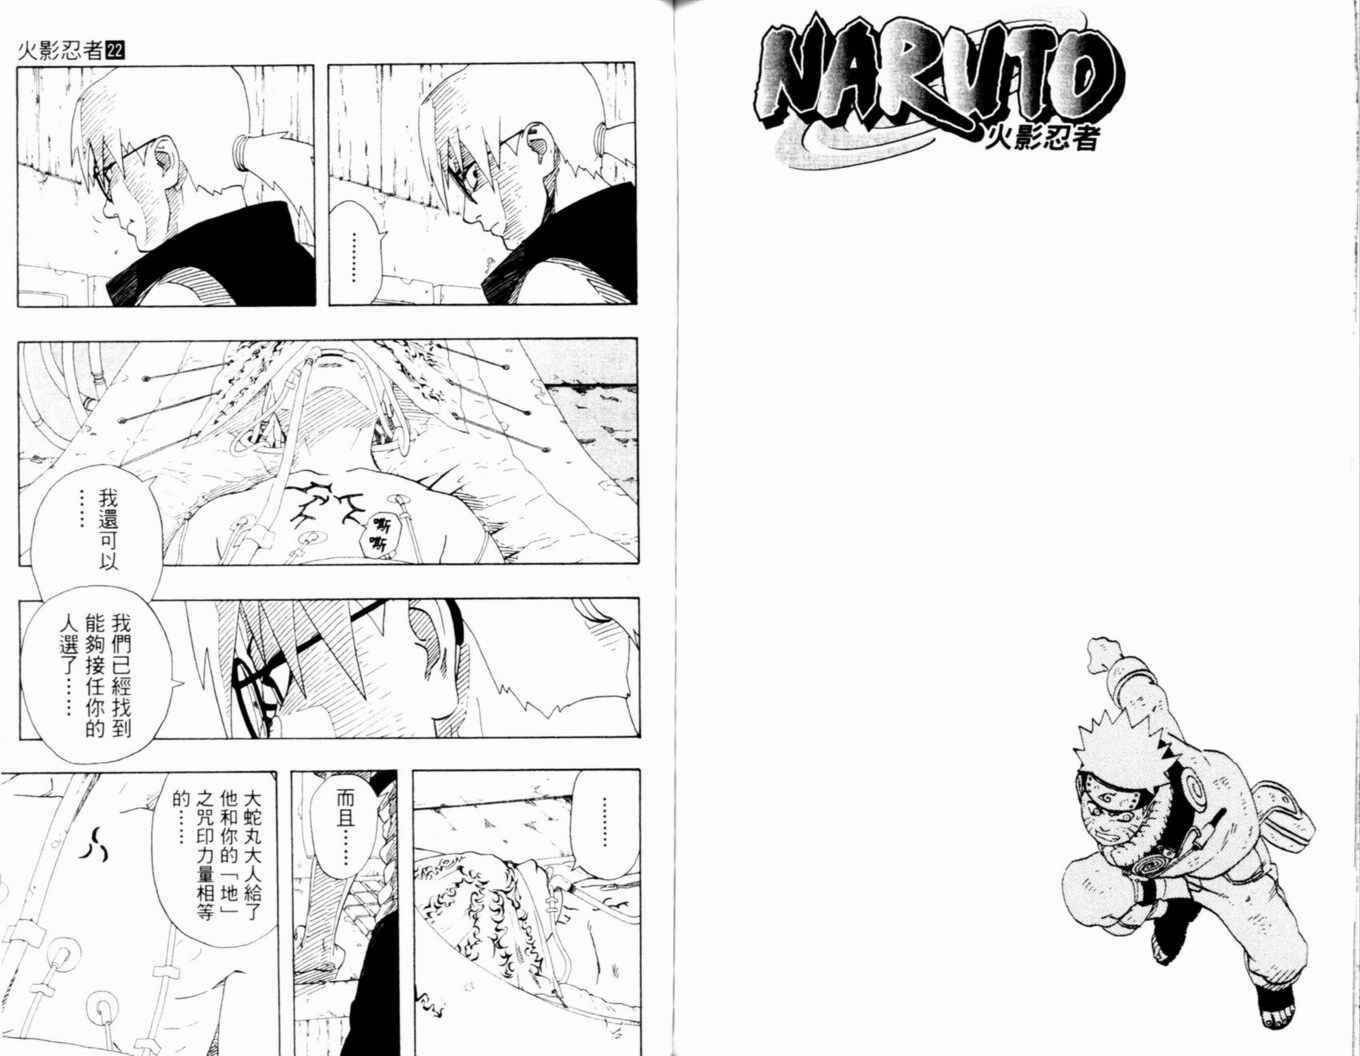 NARUTO
火影忍者
火影忍者22
………
我還可以
……
嘶
嘶
我們已經找到
能夠接任你的
人選了……
………
而且……
大蛇丸大人給了
他和你的「地」
之咒印力量相等
的……